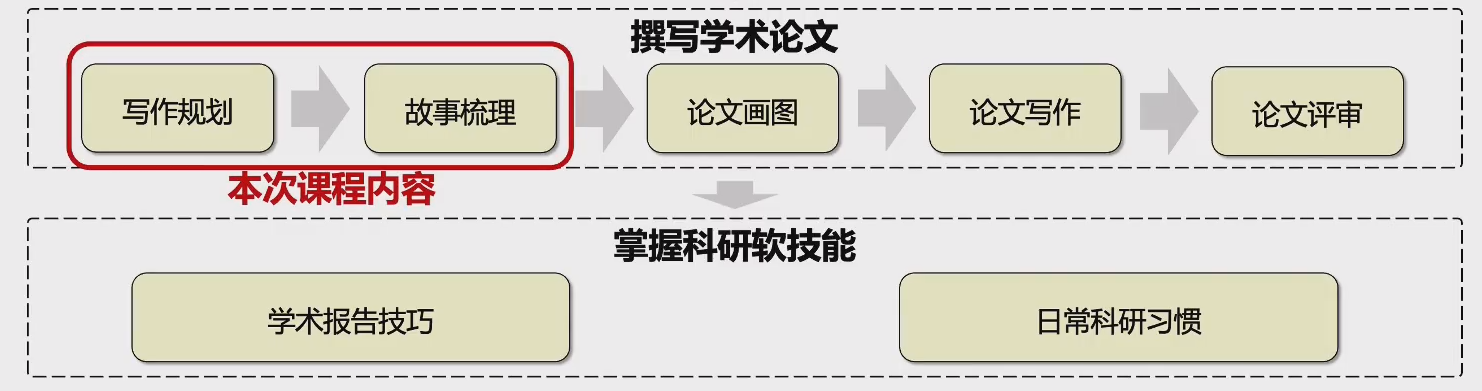 撰写学术论文
写作规划
故事梳理
论文画图
论文写作
论文评审
本次课程内容
掌握科研软技能
学术报告技巧
日常科研习惯